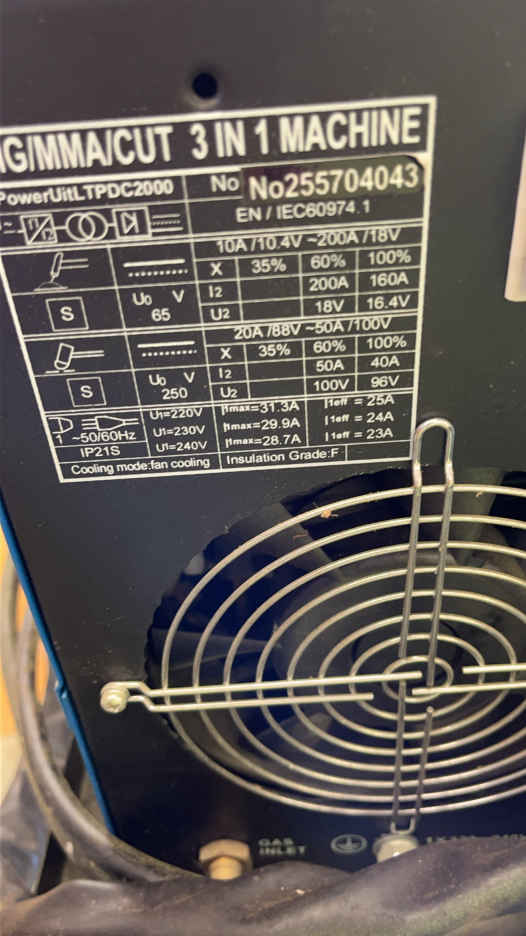 IG/MMA/CUT 3 IN 1 MACHINE
PowerUitLTPDC2000 No No255704043
EN / IEC60974.1
10A /10.4V ~200A /18V
X 35% 60% 100%
I2 200A 160A
S U0 V 65 U2 18V 16.4V
20A /88V ~50A /100V
X 35% 60% 100%
I2 50A 40A
S U0 V 250 U2 100V 96V
U1=220V I1max=31.3A I1eff = 25A
1 ~50/60Hz U1=230V I1max=29.9A I1eff = 24A
IP21S U1=240V I1max=28.7A I1eff = 23A
Cooling mode:fan cooling Insulation Grade:F
GAS
INLET